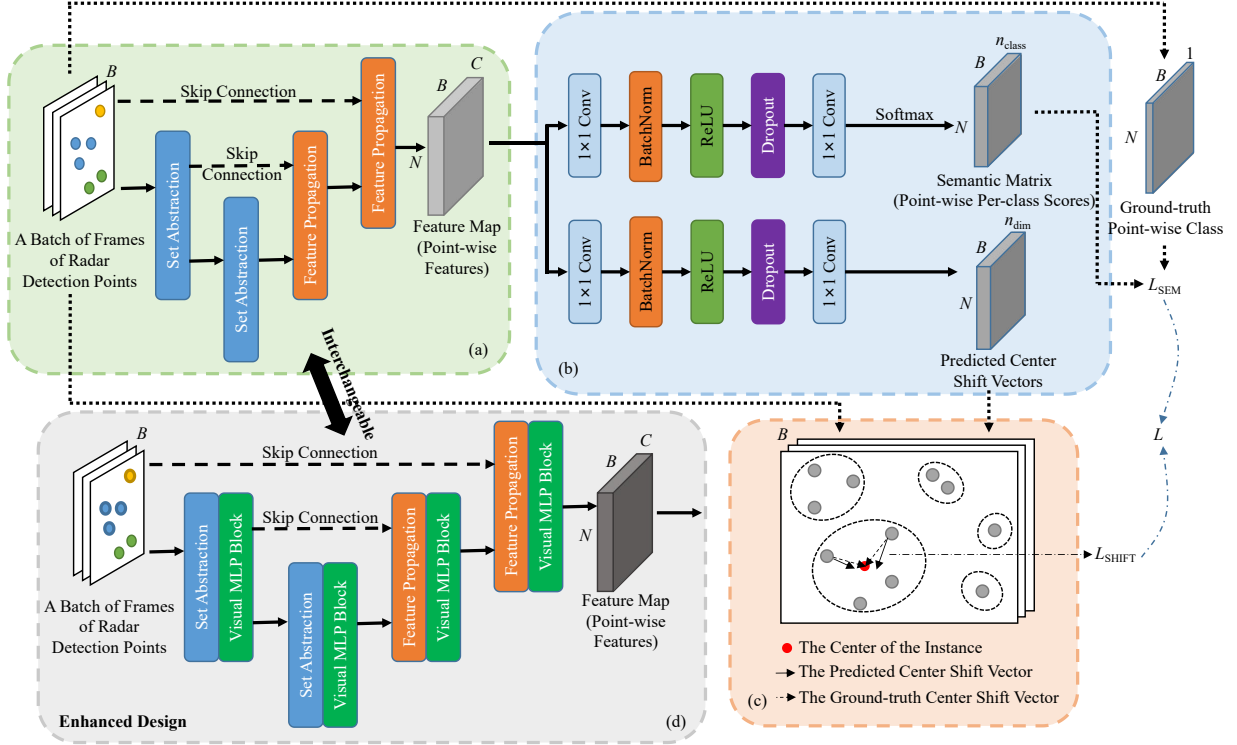 B
Skip Connection
Set Abstraction
Skip
Connection
Set Abstraction
Feature Propagation
Feature Propagation
B
C
N
Feature Map
(Point-wise
Features)
A Batch of Frames
of Radar
Detection Points
(a)
1×1 Conv
BatchNorm
ReLU
Dropout
1×1 Conv
Softmax
n_class
B
N
Semantic Matrix
(Point-wise Per-class Scores)
1×1 Conv
BatchNorm
ReLU
Dropout
1×1 Conv
n_dim
B
N
Predicted Center
Shift Vectors
(b)
1
B
N
Ground-truth
Point-wise Class
L_SEM
L
L_SHIFT
Interchangeable
B
Skip Connection
Set Abstraction
Visual MLP Block
Skip Connection
Set Abstraction
Visual MLP Block
Feature Propagation
Visual MLP Block
Feature Propagation
Visual MLP Block
C
B
N
Feature Map
(Point-wise
Features)
A Batch of Frames
of Radar
Detection Points
Enhanced Design
(d)
B
The Center of the Instance
The Predicted Center Shift Vector
The Ground-truth Center Shift Vector
(c)